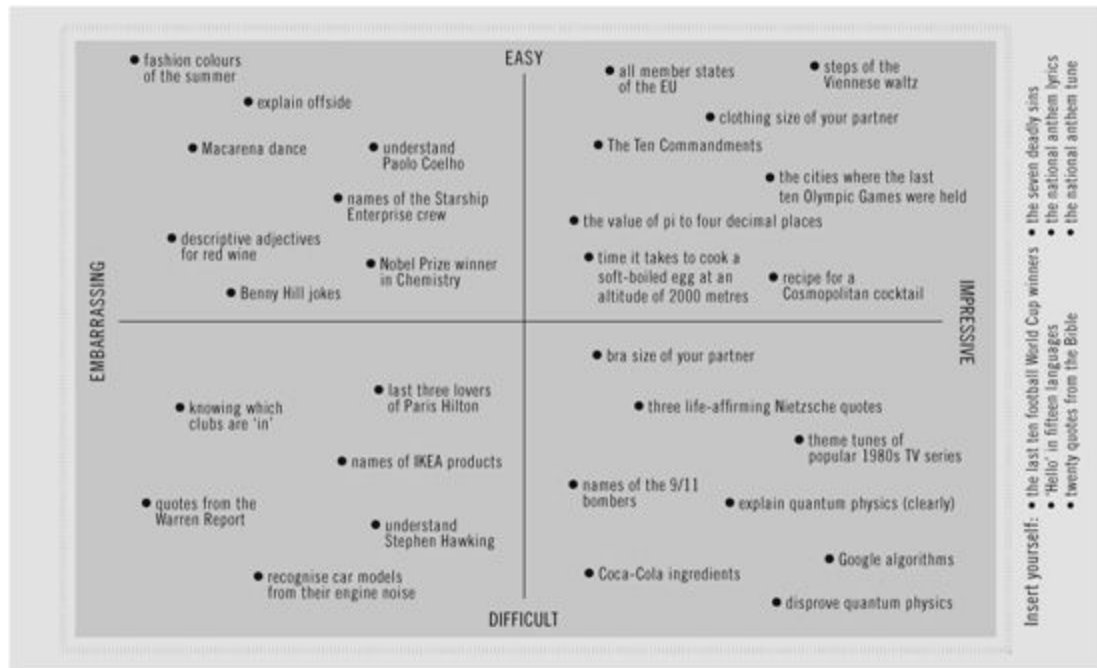 EASY
• fashion colours
of the summer
• explain offside
• Macarena dance
• understand
Paolo Coelho
• names of the Starship
Enterprise crew
• descriptive adjectives
for red wine
• Nobel Prize winner
in Chemistry
• Benny Hill jokes
• all member states
of the EU
• steps of the
Viennese waltz
• clothing size of your partner
• The Ten Commandments
• the cities where the last
ten Olympic Games were held
• the value of pi to four decimal places
• time it takes to cook a
soft-boiled egg at an
altitude of 2000 metres
• recipe for a
Cosmopolitan cocktail
EMBARRASSING
IMPRESSIVE
• last three lovers
of Paris Hilton
• knowing which
clubs are 'in'
• names of IKEA products
• quotes from the
Warren Report
• understand
Stephen Hawking
• recognise car models
from their engine noise
• bra size of your partner
• three life-affirming Nietzsche quotes
• theme tunes of
popular 1980s TV series
• names of the 9/11
bombers
• explain quantum physics (clearly)
• Google algorithms
• Coca-Cola ingredients
• disprove quantum physics
DIFFICULT
Insert yourself: • the last ten football World Cup winners • the seven deadly sins
• 'Hello' in fifteen languages • the national anthem lyrics
• twenty quotes from the Bible • the national anthem tune